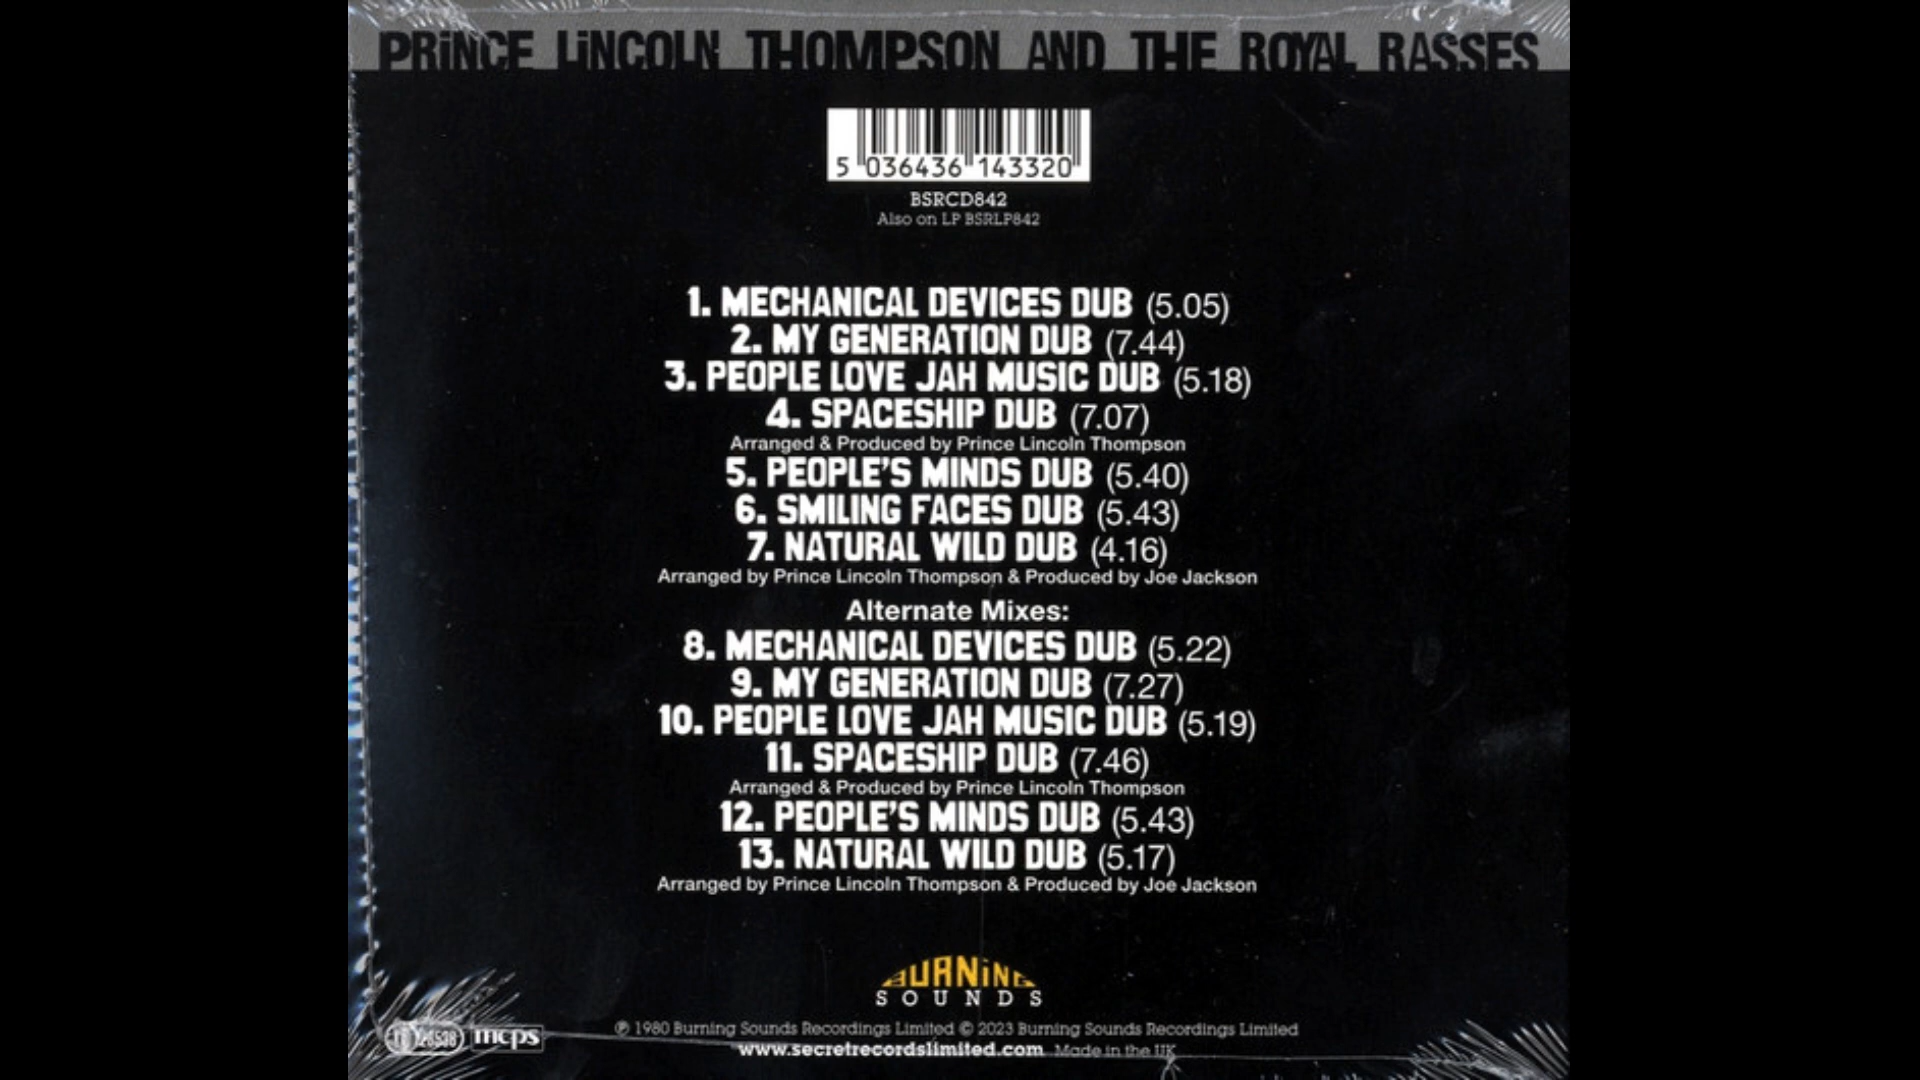 PRiNCE LiNCOLN THOMPSON AND THE ROYAL RASSES
5 036436 143320
BSRCD842
Also on LP BSRLP842
1. MECHANICAL DEVICES DUB (5.05)
2. MY GENERATION DUB (7.44)
3. PEOPLE LOVE JAH MUSIC DUB (5.18)
4. SPACESHIP DUB (7.07)
Arranged & Produced by Prince Lincoln Thompson
5. PEOPLE'S MINDS DUB (5.40)
6. SMILING FACES DUB (5.43)
7. NATURAL WILD DUB (4.16)
Arranged by Prince Lincoln Thompson & Produced by Joe Jackson
Alternate Mixes:
8. MECHANICAL DEVICES DUB (5.22)
9. MY GENERATION DUB (7.27)
10. PEOPLE LOVE JAH MUSIC DUB (5.19)
11. SPACESHIP DUB (7.46)
Arranged & Produced by Prince Lincoln Thompson
12. PEOPLE'S MINDS DUB (5.43)
13. NATURAL WILD DUB (5.17)
Arranged by Prince Lincoln Thompson & Produced by Joe Jackson
BURNiNG
SOUNDS
mcps
℗ 1980 Burning Sounds Recordings Limited © 2023 Burning Sounds Recordings Limited
www.secretrecordslimited.com Made in the UK